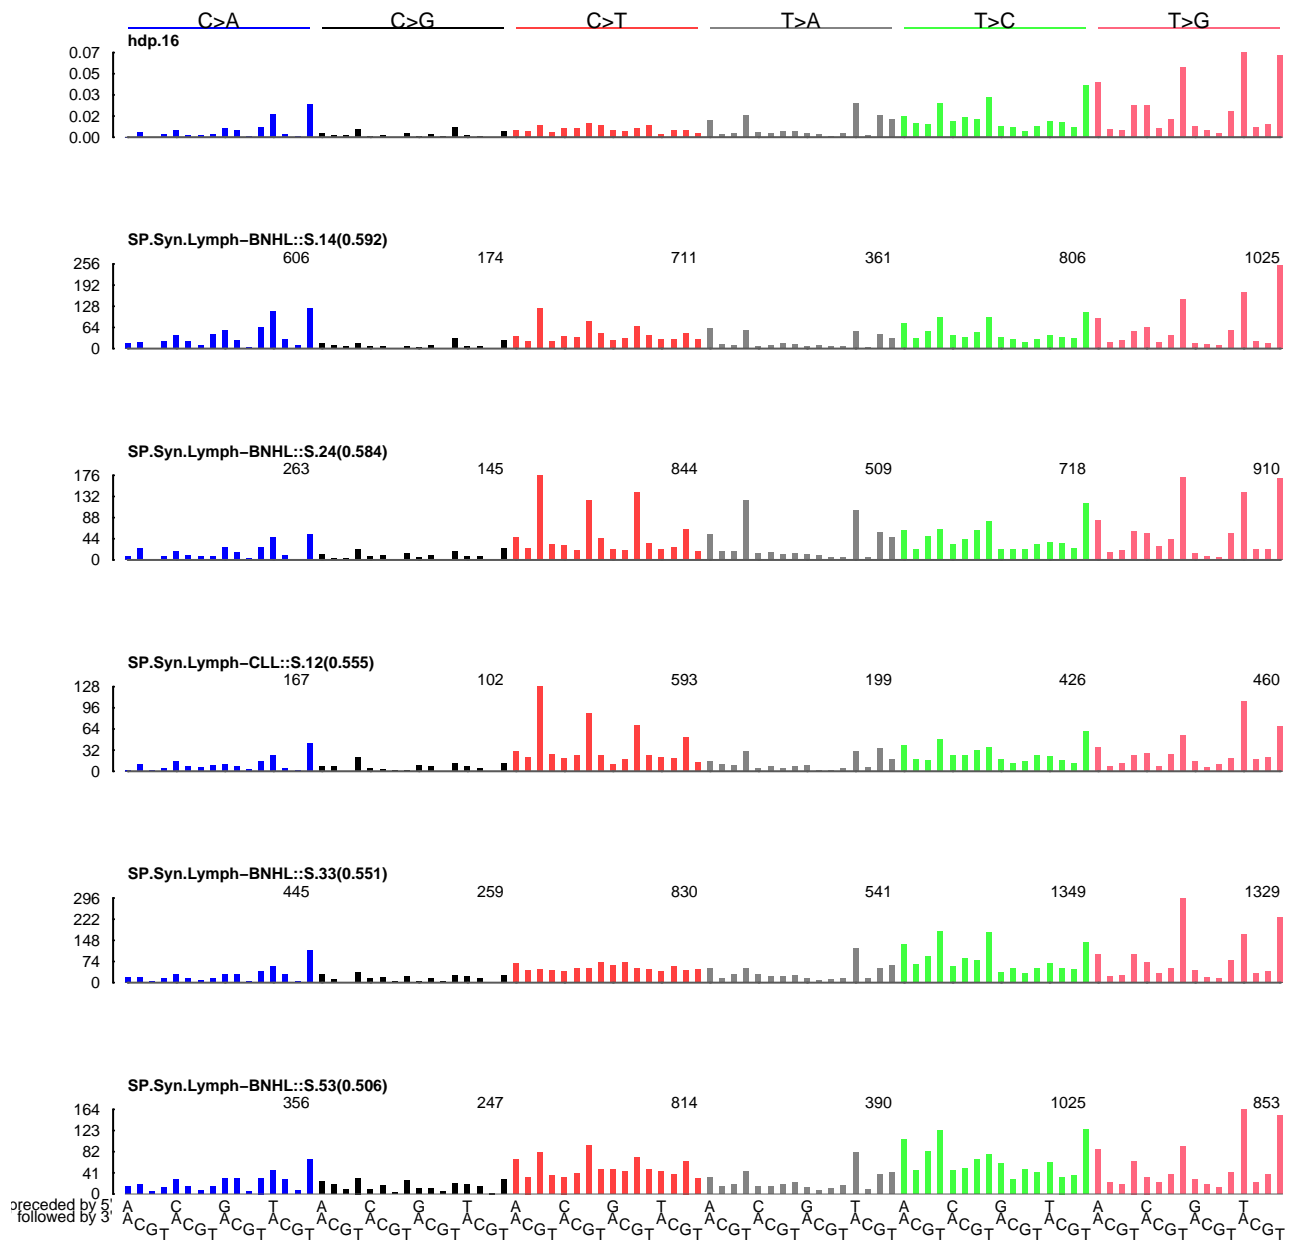 C>A C>G C>T T>A T>C T>G
hdp.16
0.07
0.05
0.03
0.02
0.00
SP.Syn.Lymph−BNHL::S.14(0.592)
606 174 711 361 806 1025
256
192
128
64
0
SP.Syn.Lymph−BNHL::S.24(0.584)
263 145 844 509 718 910
176
132
88
44
0
SP.Syn.Lymph−CLL::S.12(0.555)
167 102 593 199 426 460
128
96
64
32
0
SP.Syn.Lymph−BNHL::S.33(0.551)
445 259 830 541 1349 1329
296
222
148
74
0
SP.Syn.Lymph−BNHL::S.53(0.506)
356 247 814 390 1025 853
164
123
82
41
0
preceded by 5' A C G T A C G T A C G T A C G T A C G T A C G T
followed by 3' A C G T A C G T A C G T A C G T A C G T A C G T A C G T A C G T A C G T A C G T A C G T A C G T A C G T A C G T A C G T A C G T A C G T A C G T A C G T A C G T A C G T A C G T A C G T A C G T